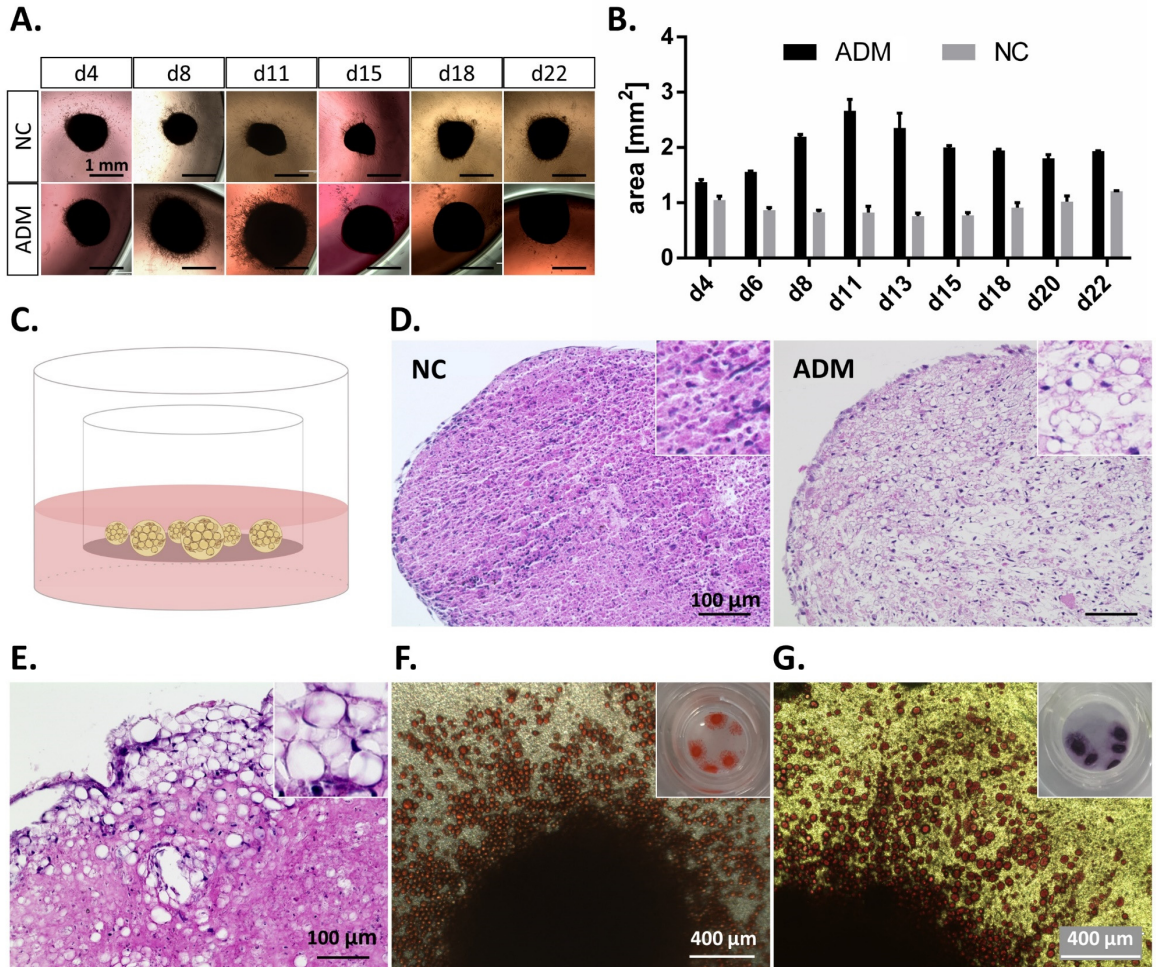 A.
d4 d8 d11 d15 d18 d22
NC
1 mm
ADM
B.
ADM NC
area [mm²]
4
3
2
1
0
d4 d6 d8 d11 d13 d15 d18 d20 d22
C.
D.
NC
100 µm
ADM
E.
100 µm
F.
400 µm
G.
400 µm